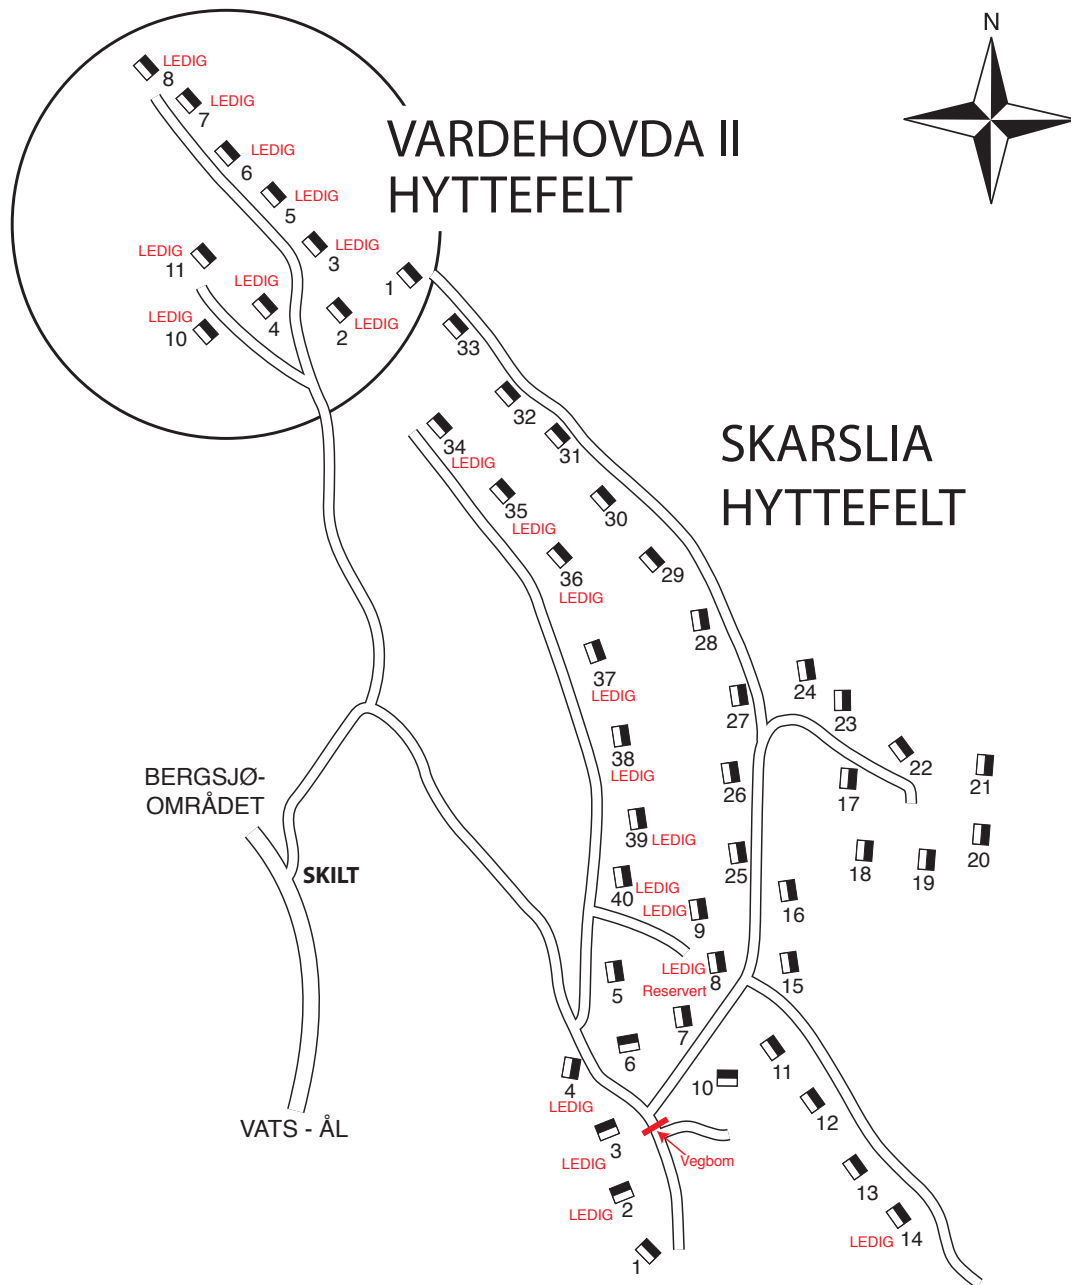 N
LEDIG
8
LEDIG
7
LEDIG
6
LEDIG
5
LEDIG
3
LEDIG
11
LEDIG
4
LEDIG
10
2
LEDIG
1
VARDEHOVDA II
HYTTEFELT
33
32
31
30
29
28
27
26
25
34
LEDIG
35
LEDIG
36
LEDIG
37
LEDIG
38
LEDIG
39
LEDIG
40
LEDIG
SKARSLIA
HYTTEFELT
24
23
22
21
17
18
19
20
16
15
LEDIG
9
LEDIG
8
Reservert
7
5
6
4
LEDIG
3
LEDIG
2
LEDIG
1
10
11
12
13
14
LEDIG
Vegbom
BERGSJØ-
OMRÅDET
SKILT
VATS - ÅL